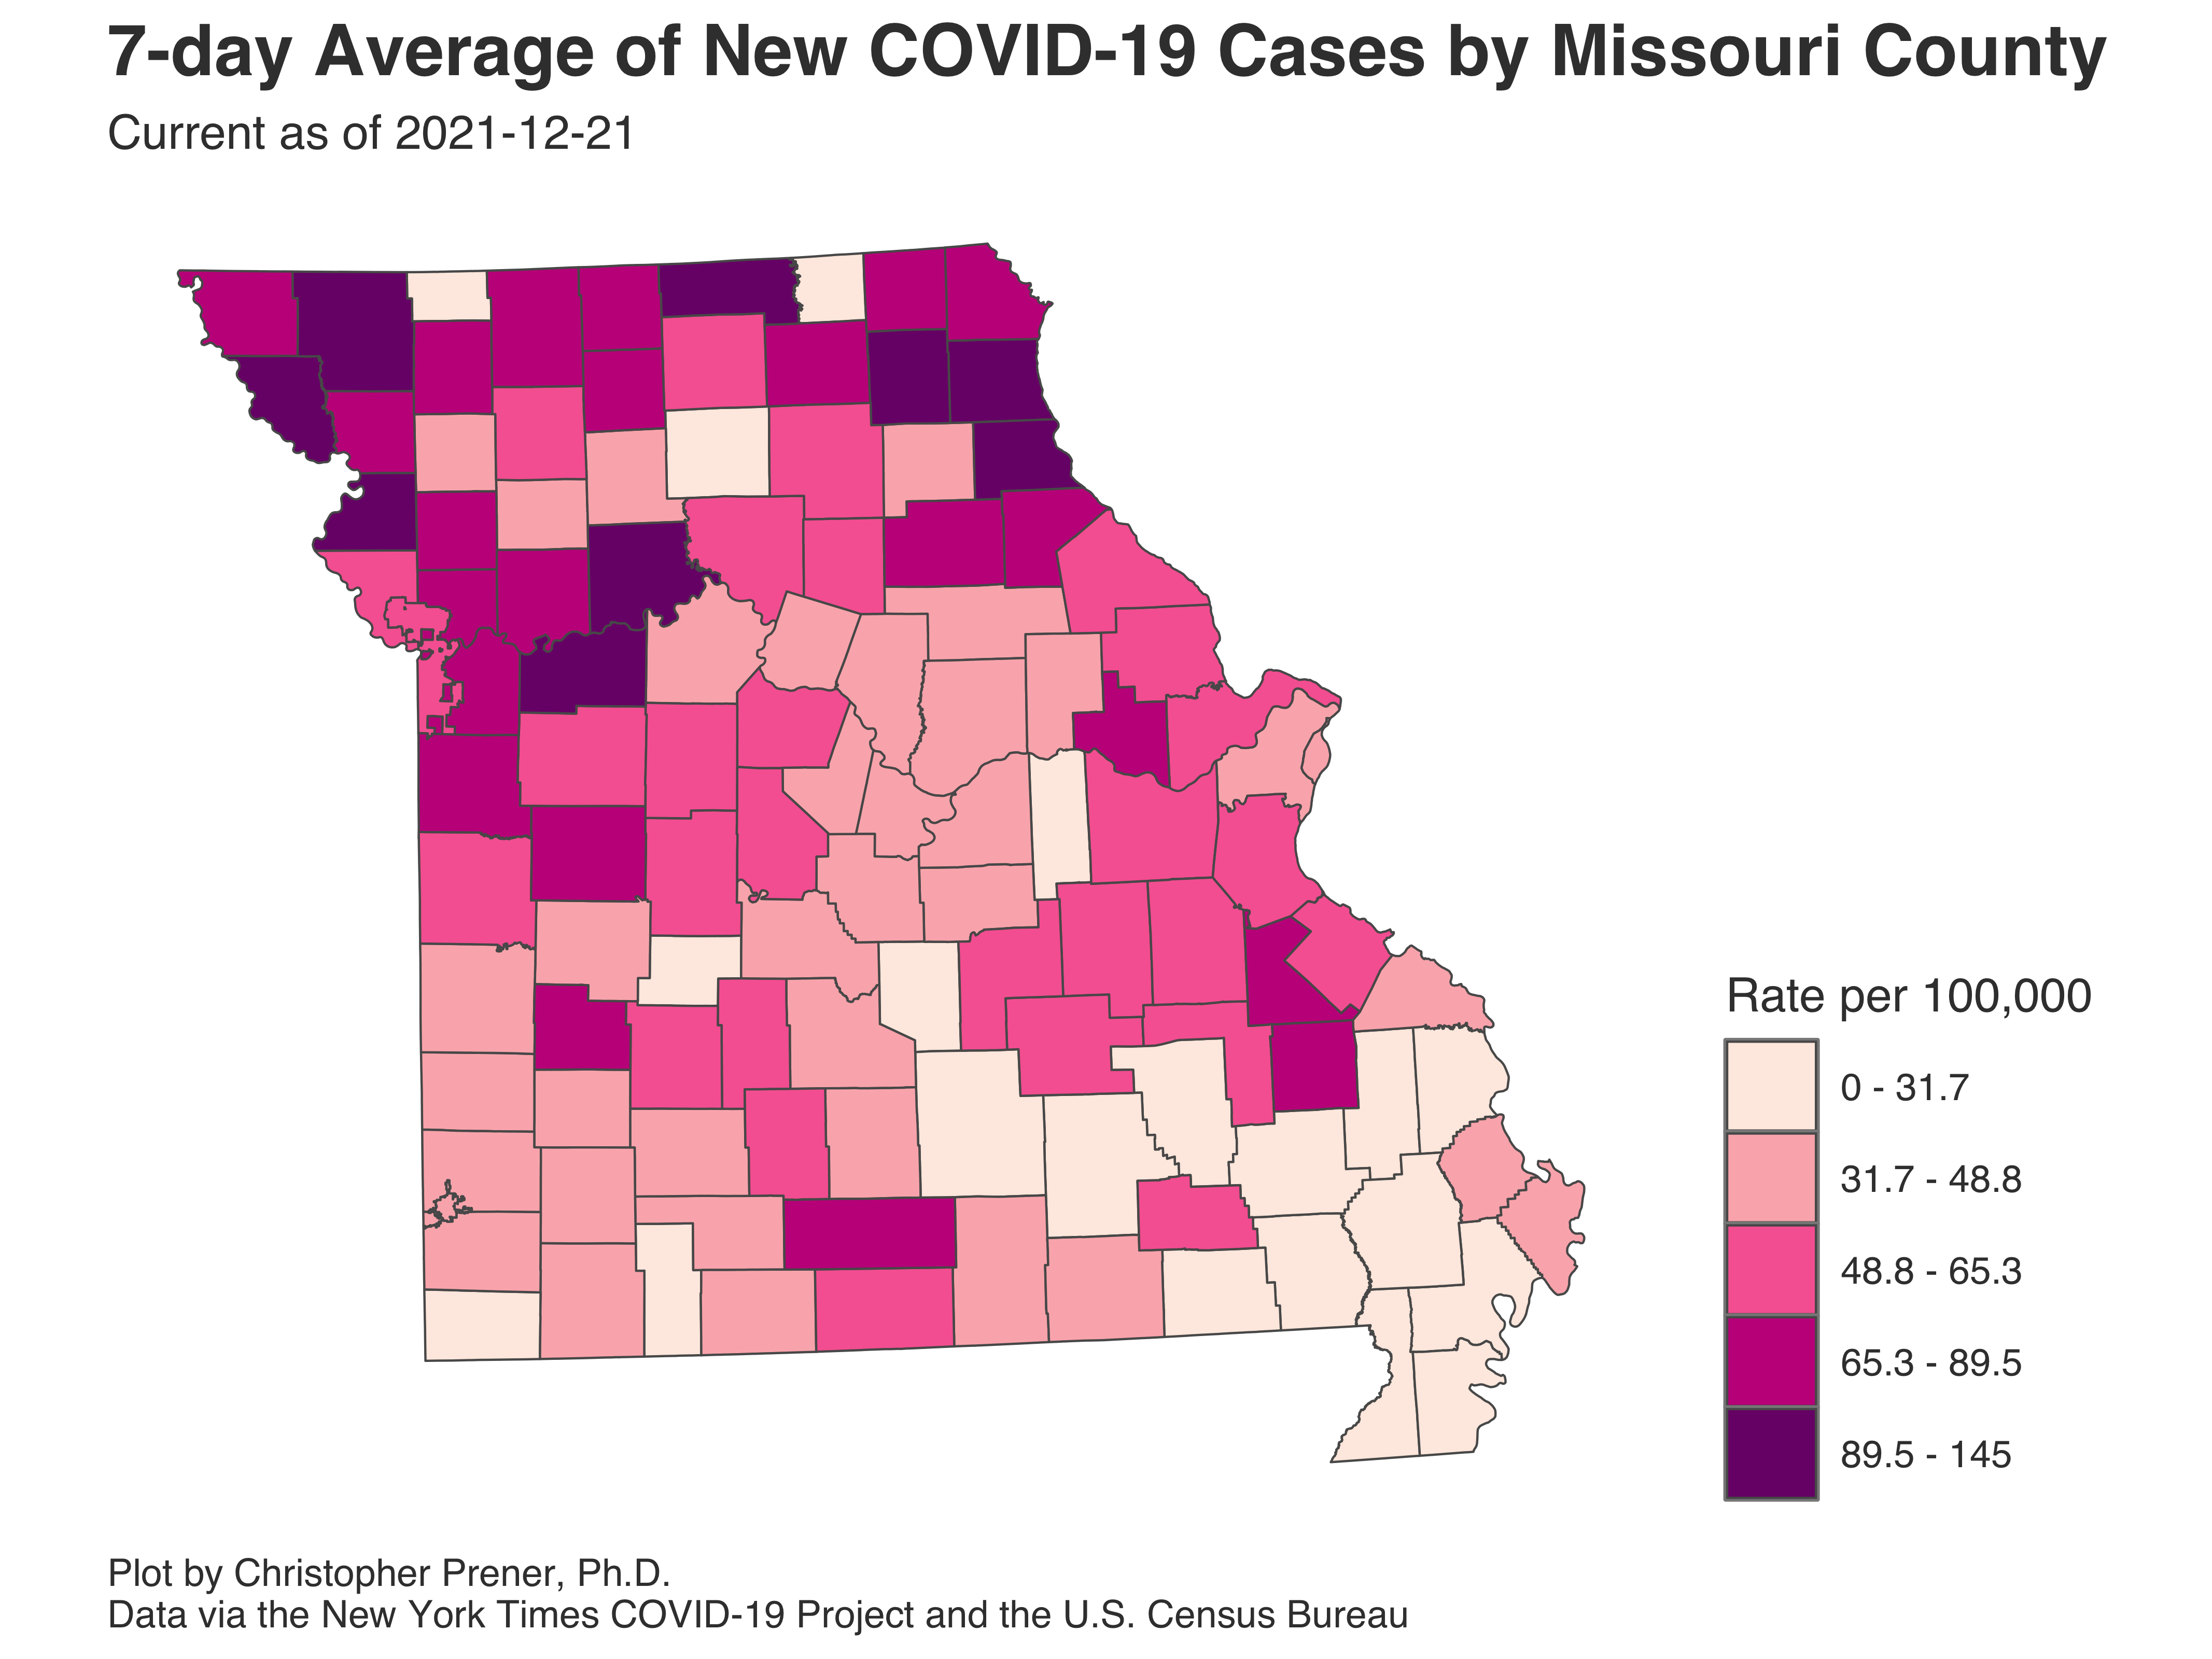 7-day Average of New COVID-19 Cases by Missouri County
Current as of 2021-12-21
Rate per 100,000
0 - 31.7
31.7 - 48.8
48.8 - 65.3
65.3 - 89.5
89.5 - 145
Plot by Christopher Prener, Ph.D.
Data via the New York Times COVID-19 Project and the U.S. Census Bureau